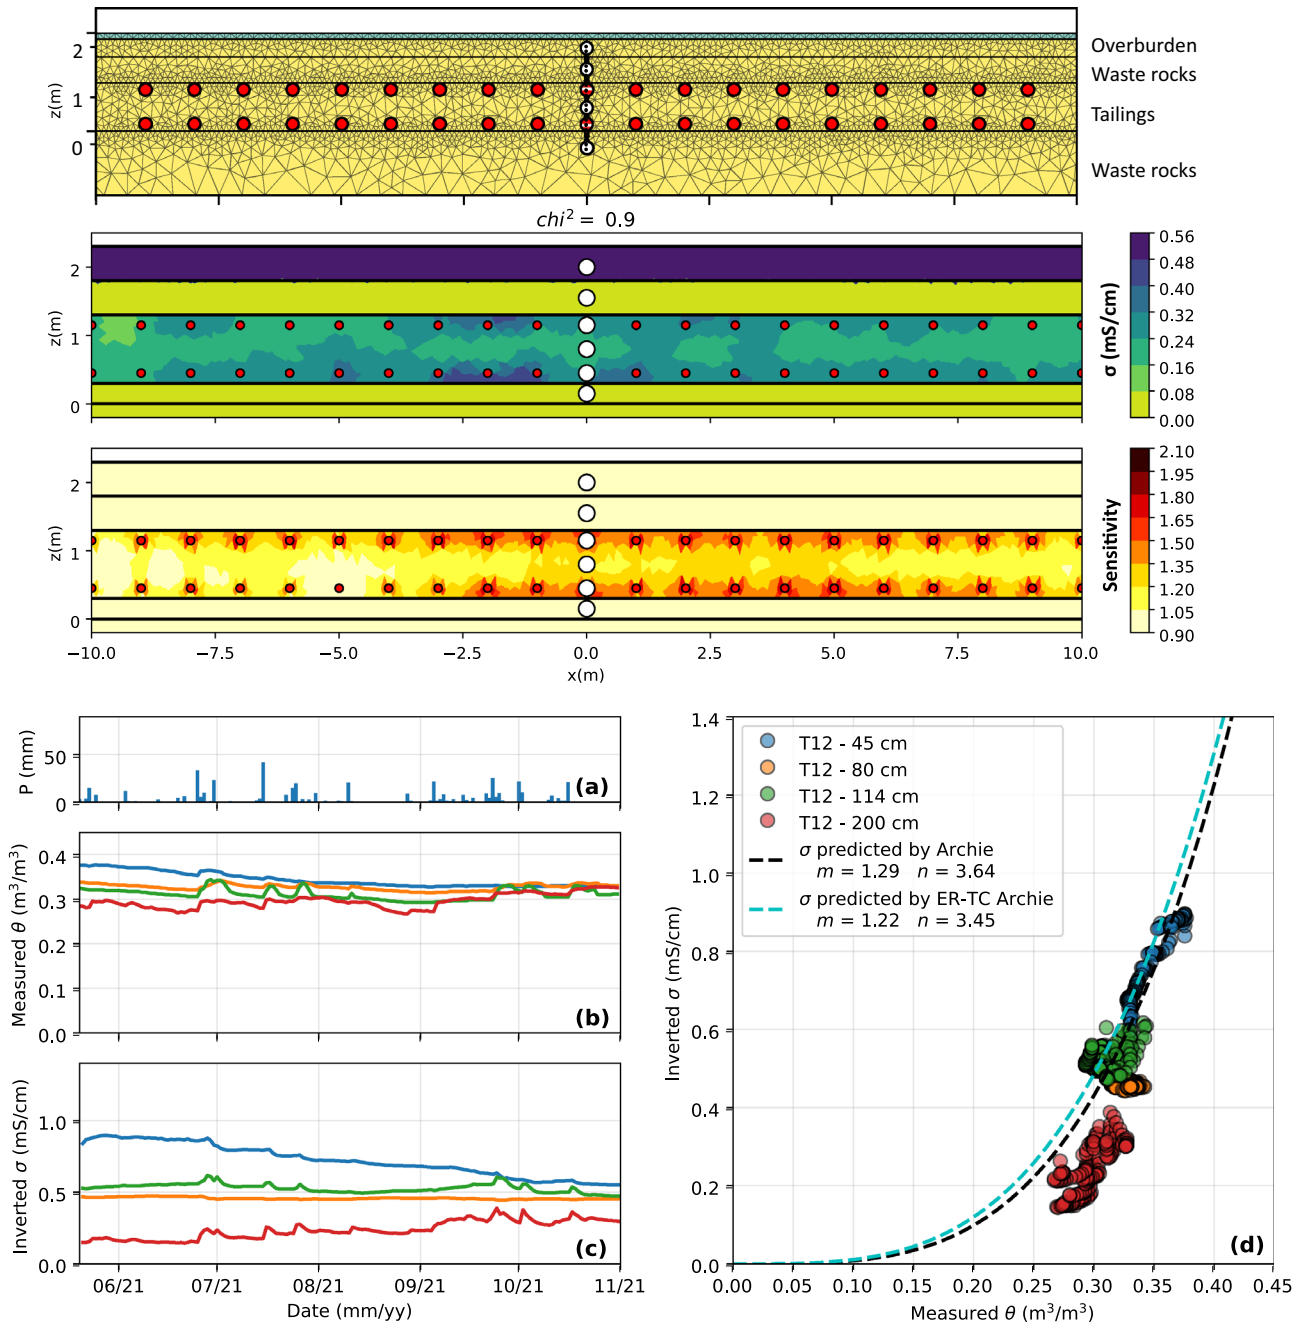 z(m)
2
1
0
Overburden
Waste rocks
Tailings
Waste rocks
chi² = 0.9
z(m)
2
1
0
σ (mS/cm)
0.56
0.48
0.40
0.32
0.24
0.16
0.08
0.00
z(m)
2
1
0
−10.0 −7.5 −5.0 −2.5 0.0 2.5 5.0 7.5 10.0
x(m)
Sensitivity
2.10
1.95
1.80
1.65
1.50
1.35
1.20
1.05
0.90
P (mm)
50
0
(a)
Measured θ (m³/m³)
0.4
0.3
0.2
0.1
0.0
(b)
Inverted σ (mS/cm)
1.0
0.5
0.0
(c)
06/21 07/21 08/21 09/21 10/21 11/21
Date (mm/yy)
Inverted σ (mS/cm)
1.4
1.2
1.0
0.8
0.6
0.4
0.2
0.0
T12 - 45 cm
T12 - 80 cm
T12 - 114 cm
T12 - 200 cm
σ predicted by Archie
m = 1.29 n = 3.64
σ predicted by ER-TC Archie
m = 1.22 n = 3.45
(d)
0.00 0.05 0.10 0.15 0.20 0.25 0.30 0.35 0.40 0.45
Measured θ (m³/m³)